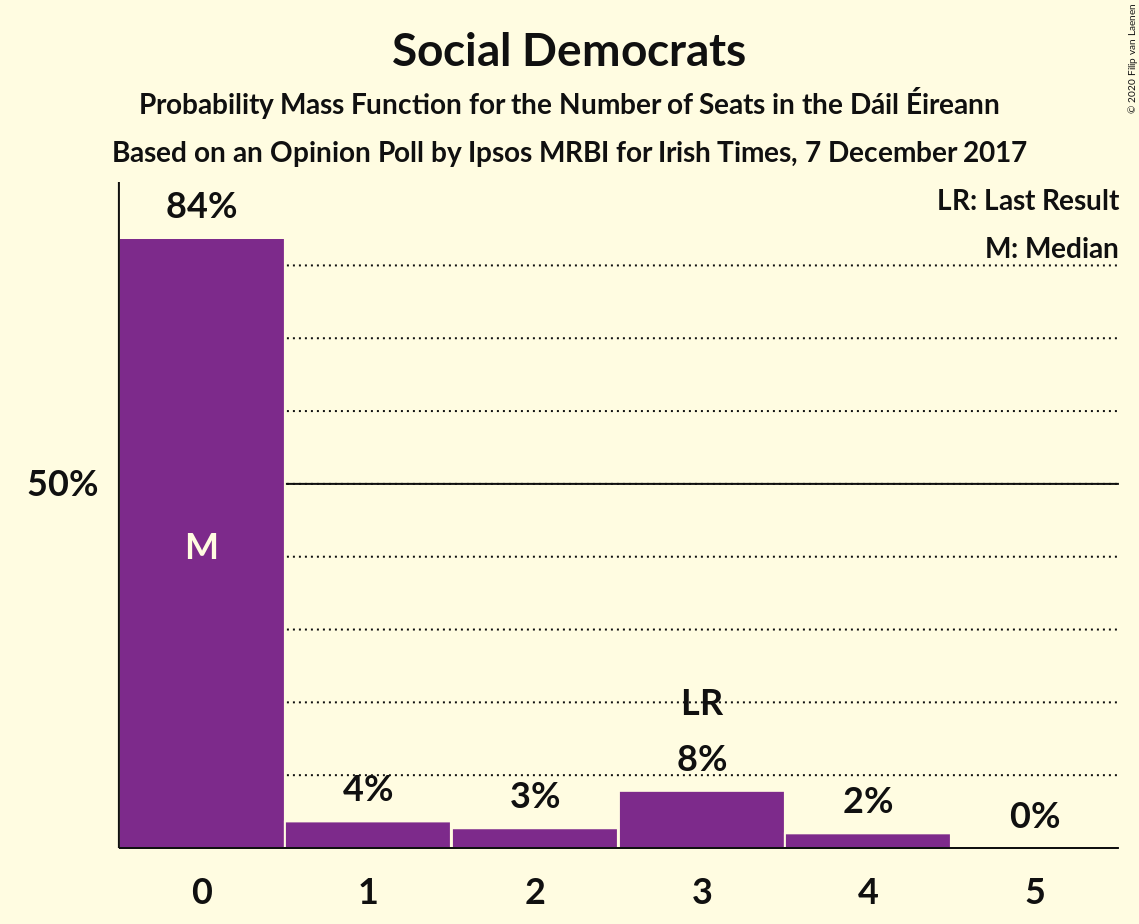 Social Democrats
Probability Mass Function for the Number of Seats in the Dáil Éireann
Based on an Opinion Poll by Ipsos MRBI for Irish Times, 7 December 2017
© 2020 Filip van Laenen
LR: Last Result
M: Median
84%
50%
M
LR
8%
4%
3%
2%
0%
0 1 2 3 4 5